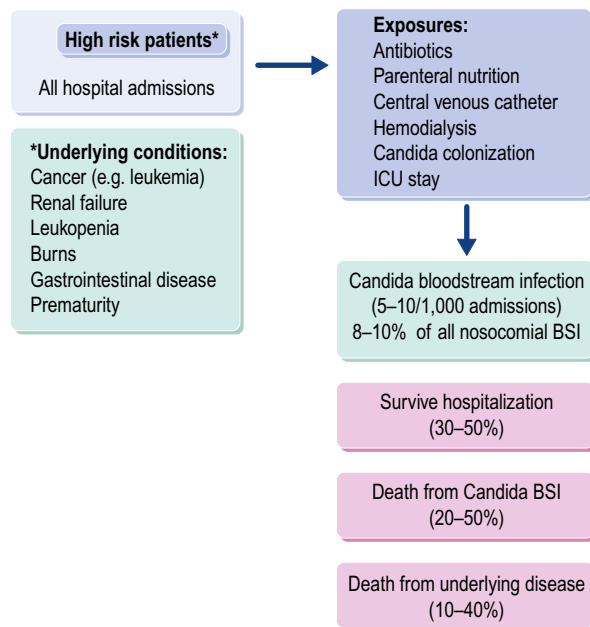 High risk patients*
All hospital admissions
*Underlying conditions:
Cancer (e.g. leukemia)
Renal failure
Leukopenia
Burns
Gastrointestinal disease
Prematurity
Exposures:
Antibiotics
Parenteral nutrition
Central venous catheter
Hemodialysis
Candida colonization
ICU stay
Candida bloodstream infection
(5–10/1,000 admissions)
8–10% of all nosocomial BSI
Survive hospitalization
(30–50%)
Death from Candida BSI
(20–50%)
Death from underlying disease
(10–40%)